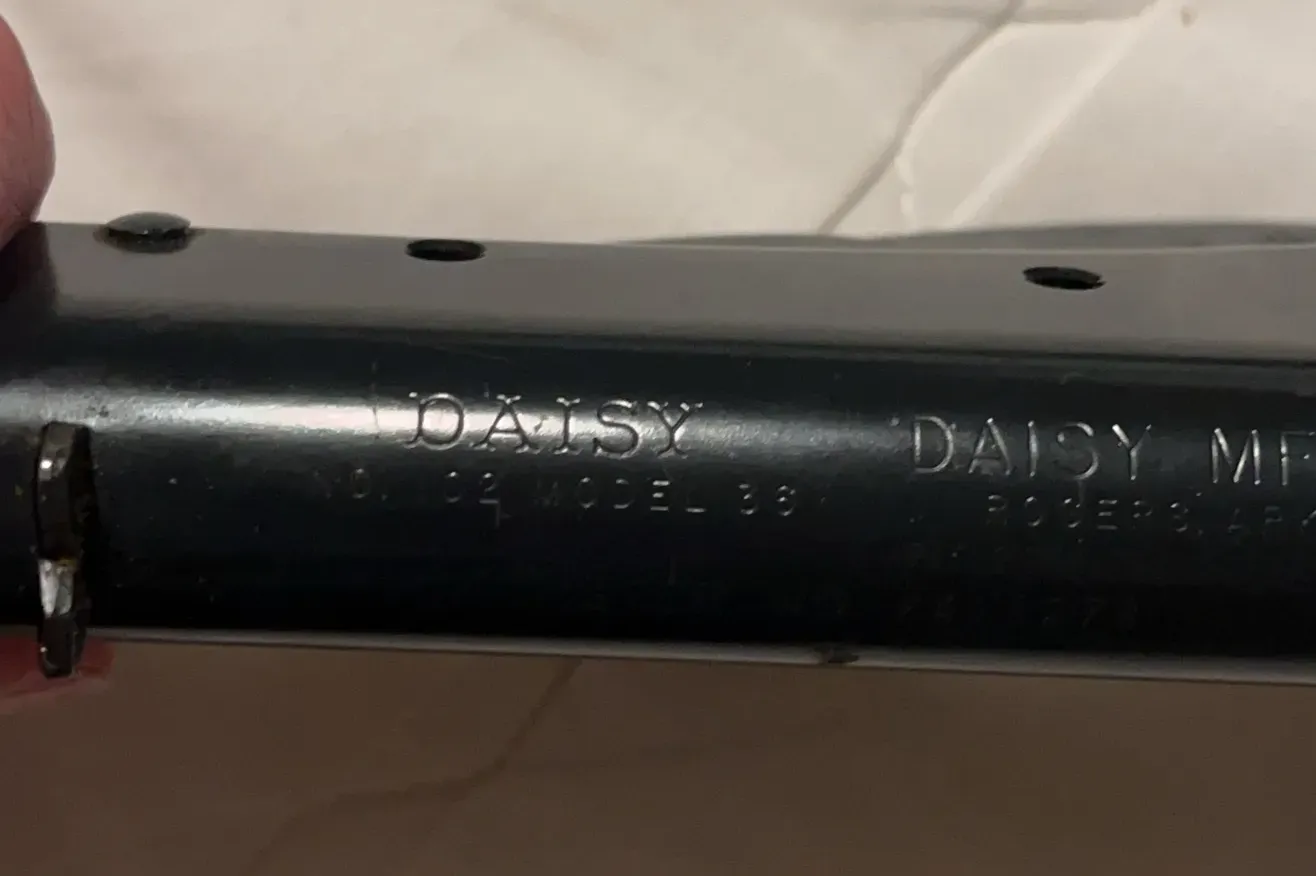 DAISY
NO. 102 MODEL 36
DAISY MF
ROGERS, ARK